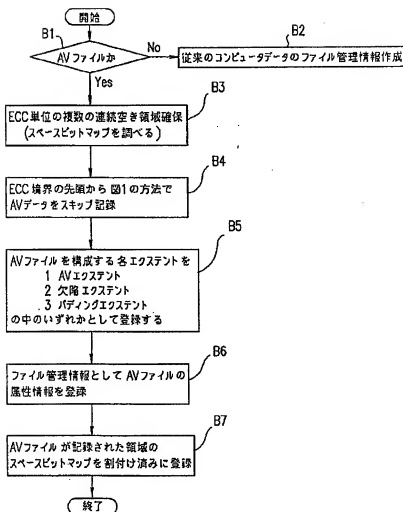 開始
B1
AVファイルか
No
B2
従来のコンピュータデータのファイル管理情報作成
Yes
B3
ECC単位の複数の連続空き領域確保
(スペースビットマップを調べる)
B4
ECC境界の先頭から図1の方法で
AVデータをスキップ記録
B5
AVファイルを構成する各エクステントを
1 AVエクステント
2 欠陥エクステント
3 パディングエクステント
の中のいずれかとして登録する
B6
ファイル管理情報としてAVファイルの
属性情報を登録
B7
AVファイルが記録された領域の
スペースビットマップを割付け済みに登録
終了